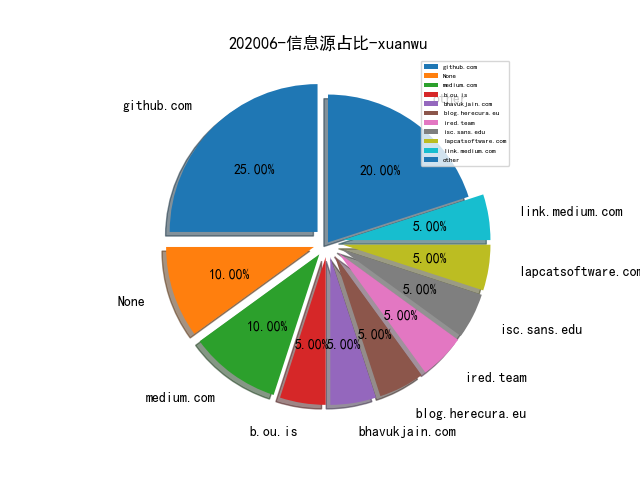 202006-信息源占比-xuanwu
github.com
None
medium.com
b.ou.is
bhavukjain.com
blog.herecura.eu
ired.team
isc.sans.edu
lapcatsoftware.com
link.medium.com
other
github.com
25.00%
20.00%
link.medium.com
5.00%
5.00%
lapcatsoftware.com
10.00%
5.00%
None
5.00%
10.00%
isc.sans.edu
5.00%
5.00%
5.00%
ired.team
medium.com
blog.herecura.eu
b.ou.is
bhavukjain.com